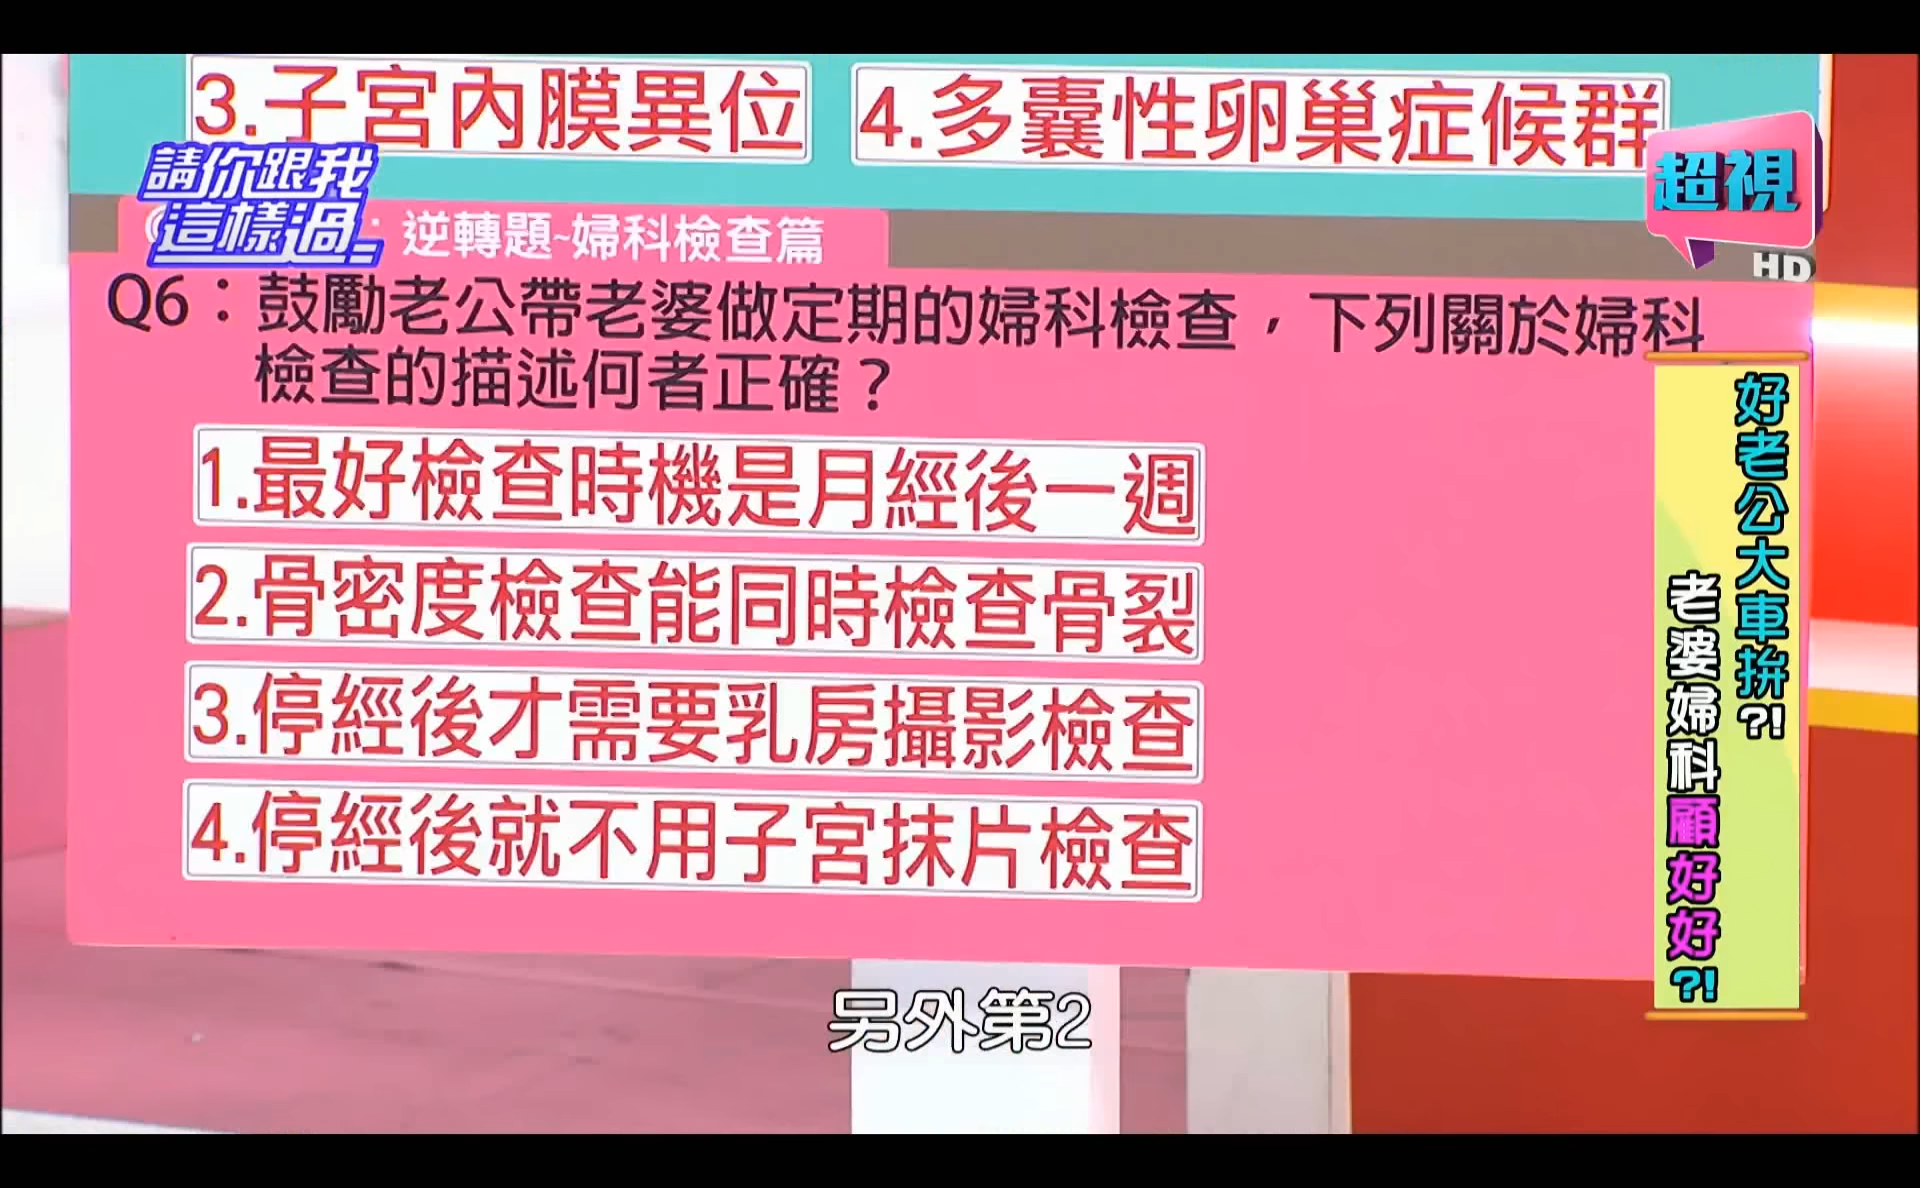 3.子宮內膜異位
4.多囊性卵巢症候群
請你跟我
這樣過
超視
HD
：逆轉題~婦科檢查篇
Q6：鼓勵老公帶老婆做定期的婦科檢查，下列關於婦科
檢查的描述何者正確？
1.最好檢查時機是月經後一週
2.骨密度檢查能同時檢查骨裂
3.停經後才需要乳房攝影檢查
4.停經後就不用子宮抹片檢查
好老公大車拚?!
老婆婦科顧好好?!
另外第2